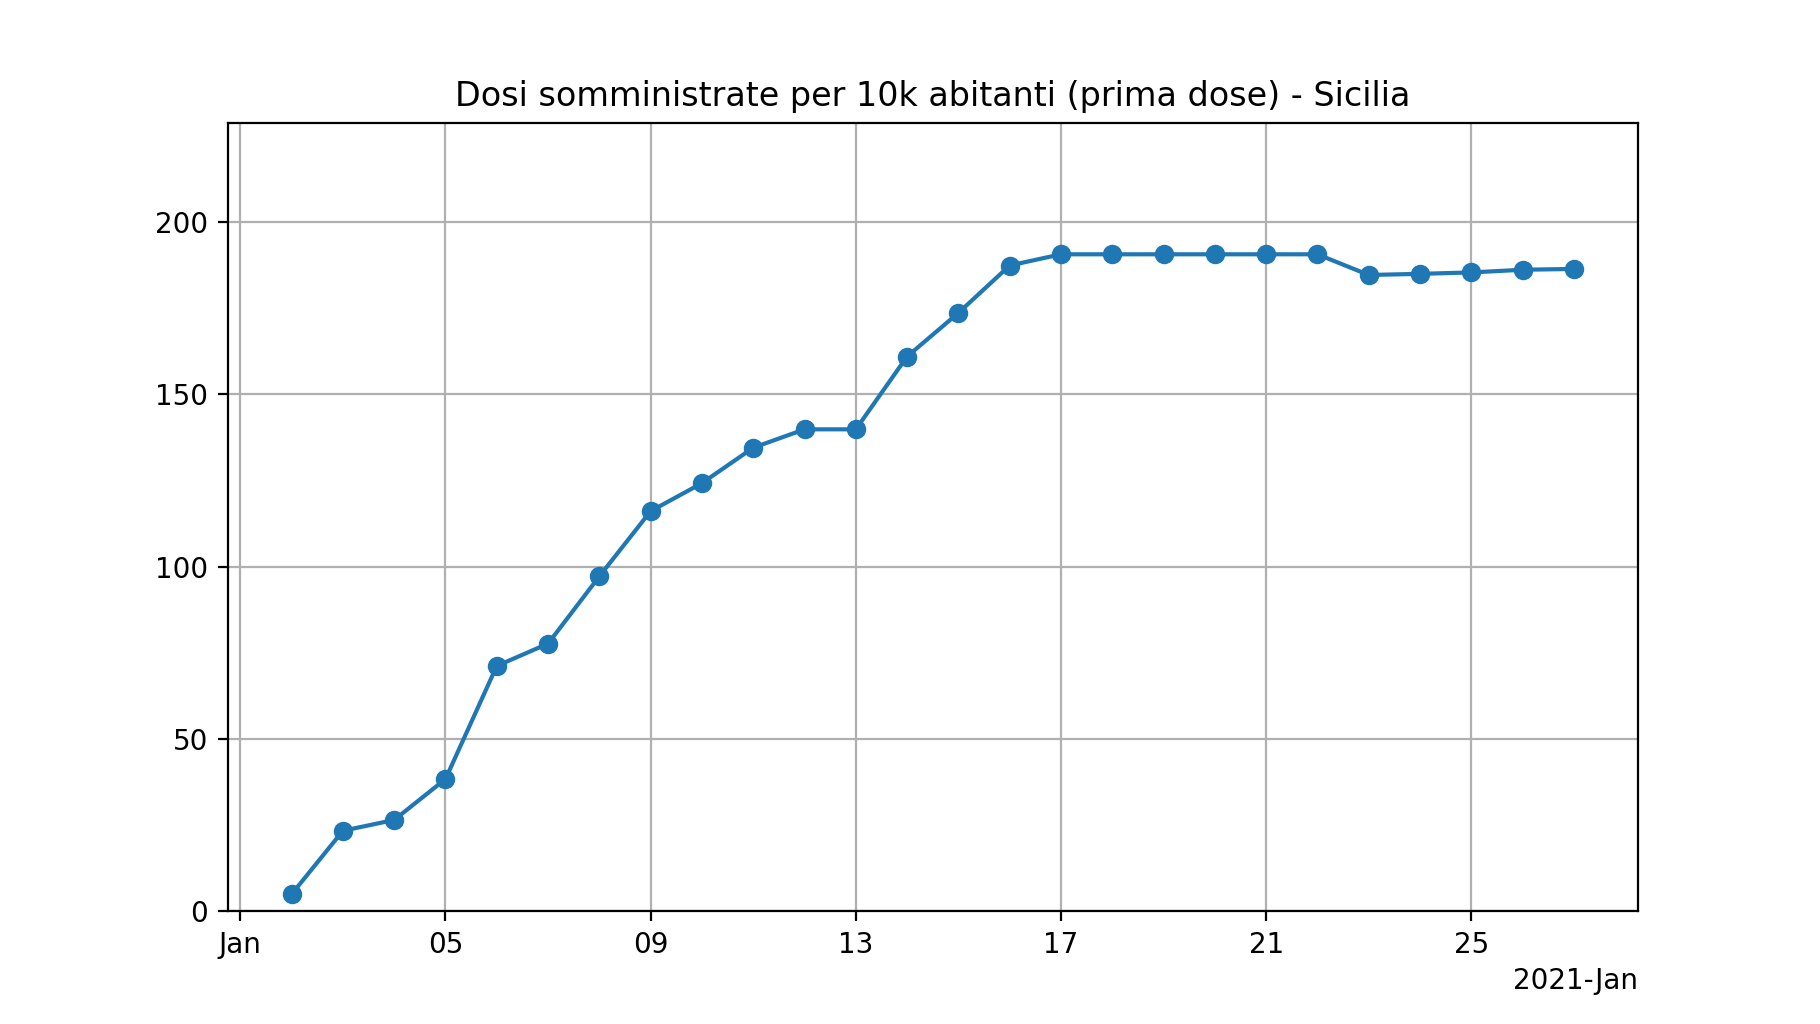 Dosi somministrate per 10k abitanti (prima dose) - Sicilia
200
150
100
50
0
Jan 05 09 13 17 21 25
2021-Jan